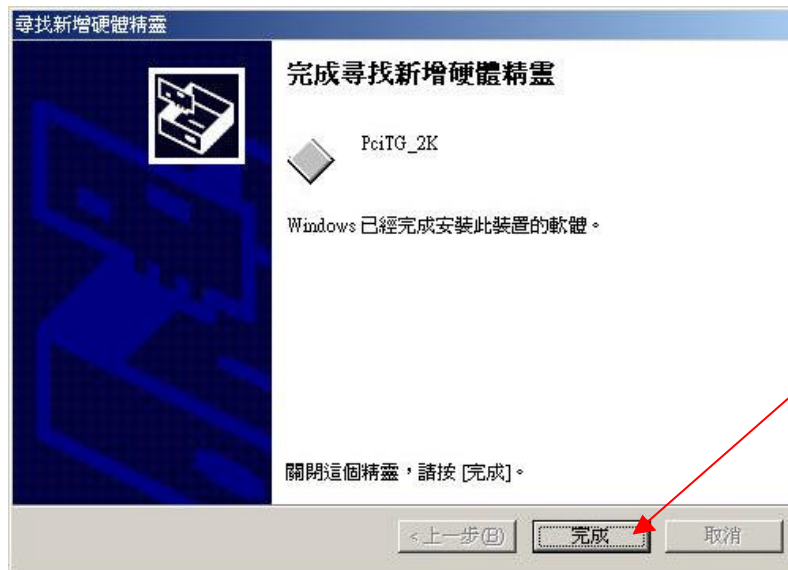 尋找新增硬體精靈
完成尋找新增硬體精靈
PciTG_2K
Windows 已經完成安裝此裝置的軟體。
關閉這個精靈，請按 [完成]。
<上一步(B)
完成
取消